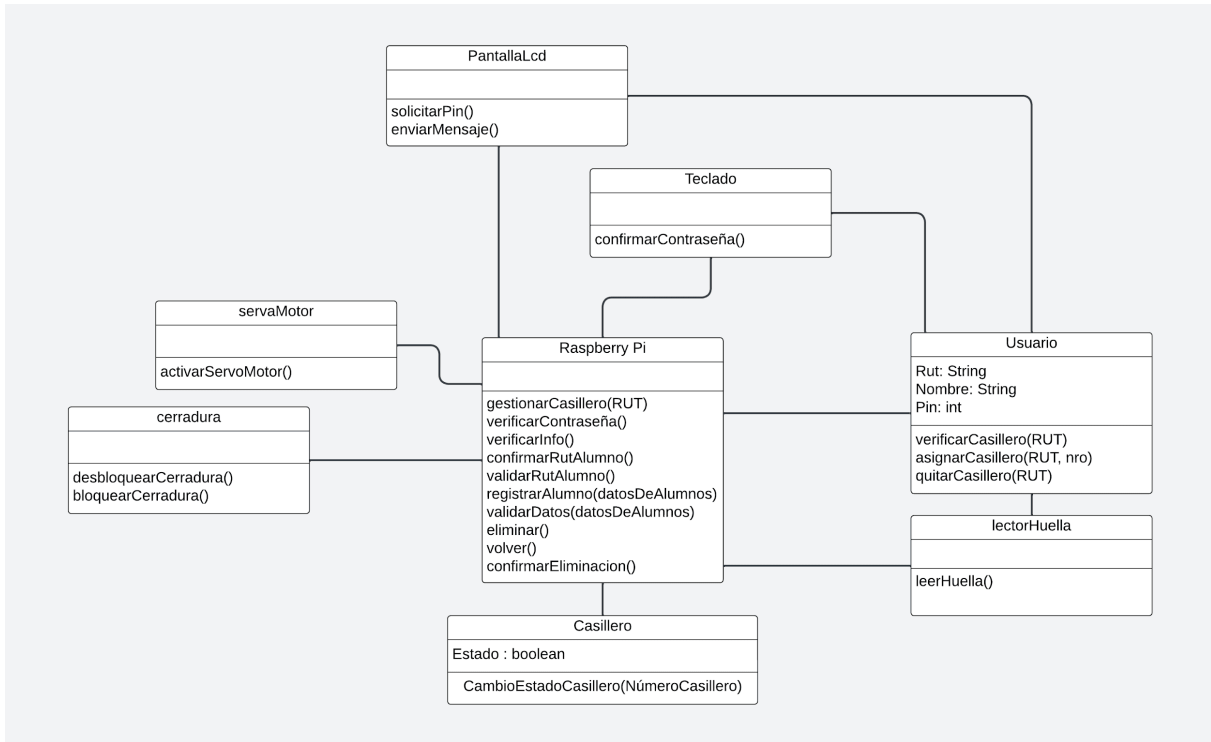 PantallaLcd
solicitarPin()
enviarMensaje()
Teclado
confirmarContraseña()
servaMotor
activarServoMotor()
cerradura
desbloquearCerradura()
bloquearCerradura()
Raspberry Pi
gestionarCasillero(RUT)
verificarContraseña()
verificarInfo()
confirmarRutAlumno()
validarRutAlumno()
registrarAlumno(datosDeAlumnos)
validarDatos(datosDeAlumnos)
eliminar()
volver()
confirmarEliminacion()
Usuario
Rut: String
Nombre: String
Pin: int
verificarCasillero(RUT)
asignarCasillero(RUT, nro)
quitarCasillero(RUT)
lectorHuella
leerHuella()
Casillero
Estado : boolean
CambioEstadoCasillero(NúmeroCasillero)